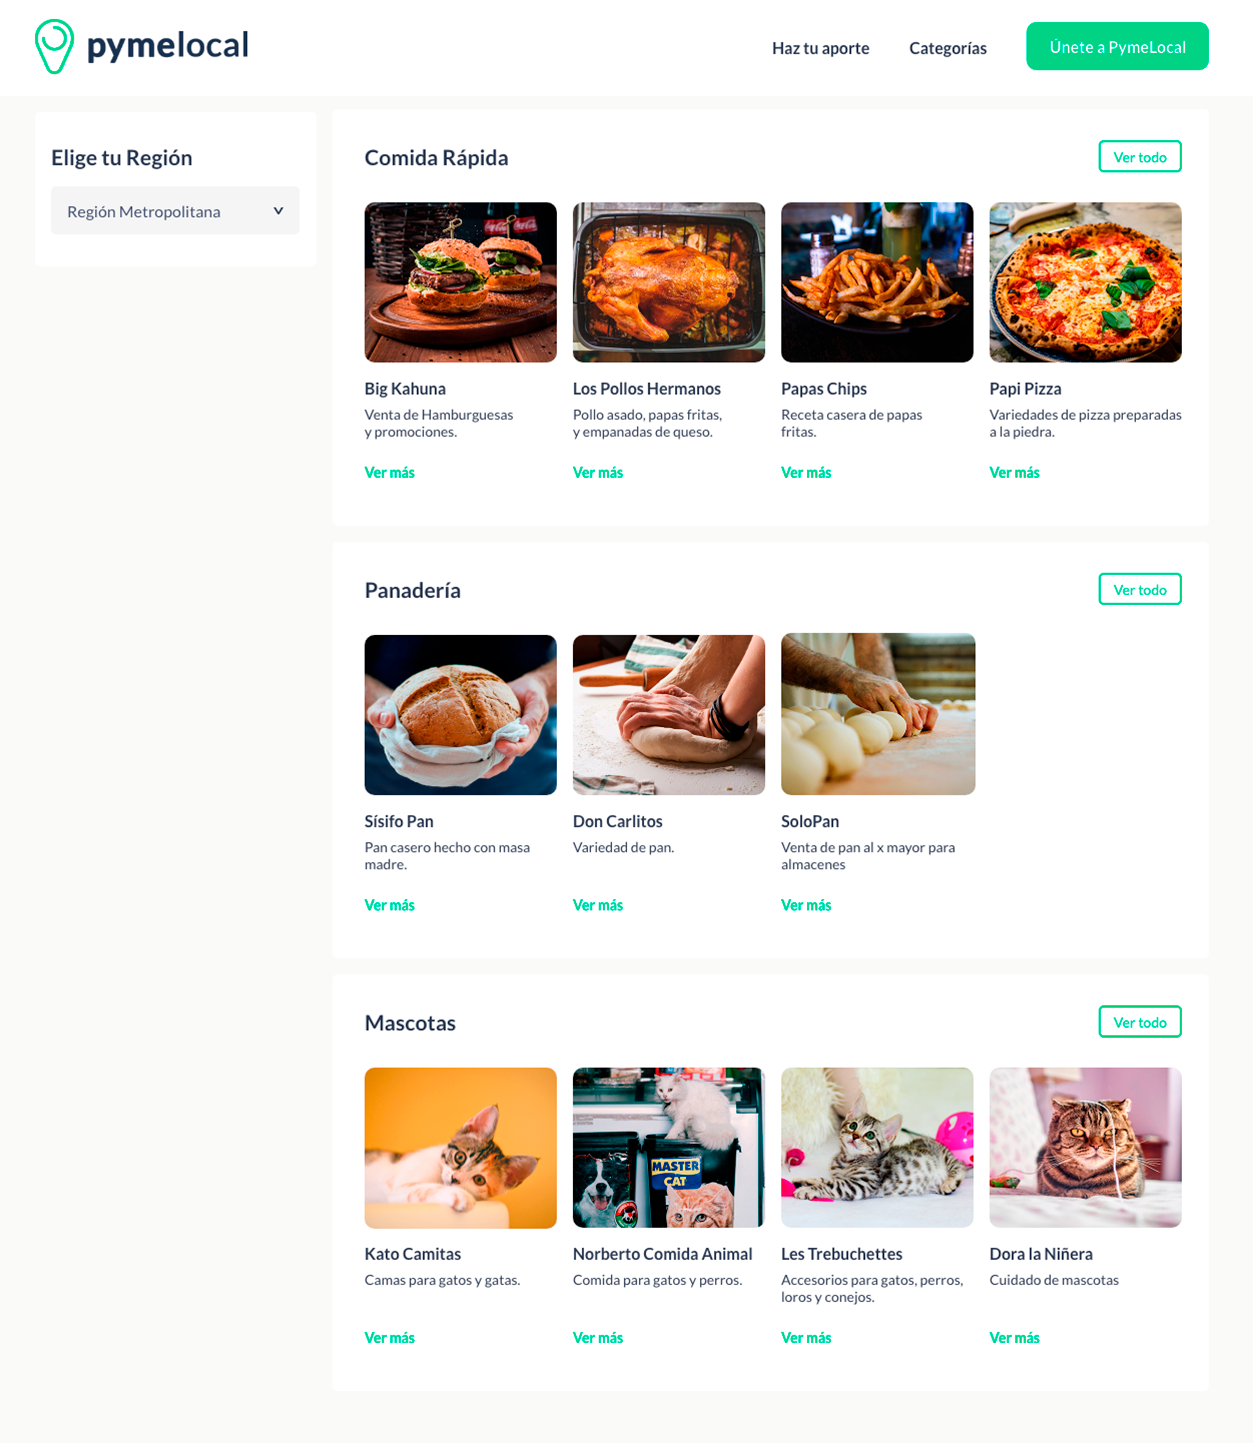 pymelocal
Haz tu aporte
Categorías
Únete a PymeLocal
Elige tu Región
Región Metropolitana
Comida Rápida
Ver todo
Big Kahuna
Venta de Hamburguesas
y promociones.
Ver más
Los Pollos Hermanos
Pollo asado, papas fritas,
y empanadas de queso.
Ver más
Papas Chips
Receta casera de papas
fritas.
Ver más
Papi Pizza
Variedades de pizza preparadas
a la piedra.
Ver más
Panadería
Ver todo
Sísifo Pan
Pan casero hecho con masa
madre.
Ver más
Don Carlitos
Variedad de pan.
Ver más
SoloPan
Venta de pan al x mayor para
almacenes
Ver más
Mascotas
Ver todo
MASTER
CAT
Kato Camitas
Camas para gatos y gatas.
Ver más
Norberto Comida Animal
Comida para gatos y perros.
Ver más
Les Trebuchettes
Accesorios para gatos, perros,
loros y conejos.
Ver más
Dora la Niñera
Cuidado de mascotas
Ver más